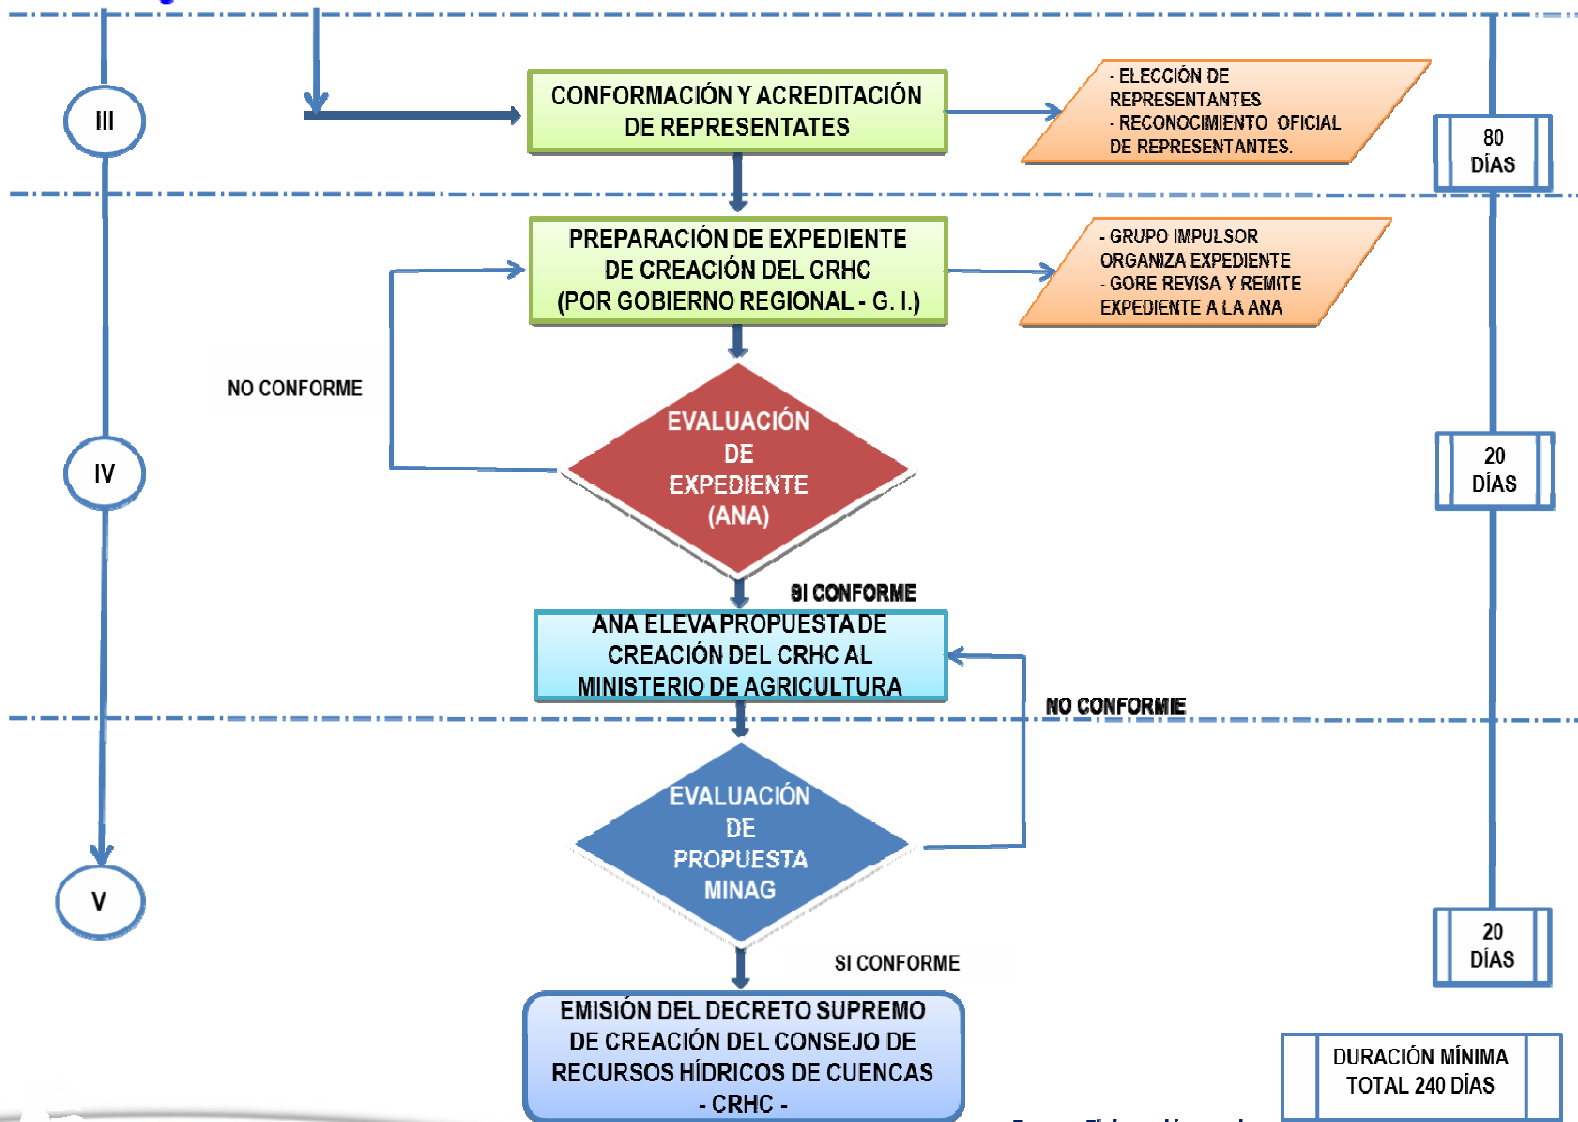 III
CONFORMACIÓN Y ACREDITACIÓN
DE REPRESENTATES
- ELECCIÓN DE
REPRESENTANTES
- RECONOCIMIENTO OFICIAL
DE REPRESENTANTES.
80
DÍAS
PREPARACIÓN DE EXPEDIENTE
DE CREACIÓN DEL CRHC
(POR GOBIERNO REGIONAL - G. I.)
- GRUPO IMPULSOR
ORGANIZA EXPEDIENTE
- GORE REVISA Y REMITE
EXPEDIENTE A LA ANA
NO CONFORME
EVALUACIÓN
DE
EXPEDIENTE
(ANA)
IV
20
DÍAS
SI CONFORME
ANA ELEVA PROPUESTA DE
CREACIÓN DEL CRHC AL
MINISTERIO DE AGRICULTURA
NO CONFORME
EVALUACIÓN
DE
PROPUESTA
MINAG
V
20
DÍAS
SI CONFORME
EMISIÓN DEL DECRETO SUPREMO
DE CREACIÓN DEL CONSEJO DE
RECURSOS HÍDRICOS DE CUENCAS
- CRHC -
DURACIÓN MÍNIMA
TOTAL 240 DÍAS